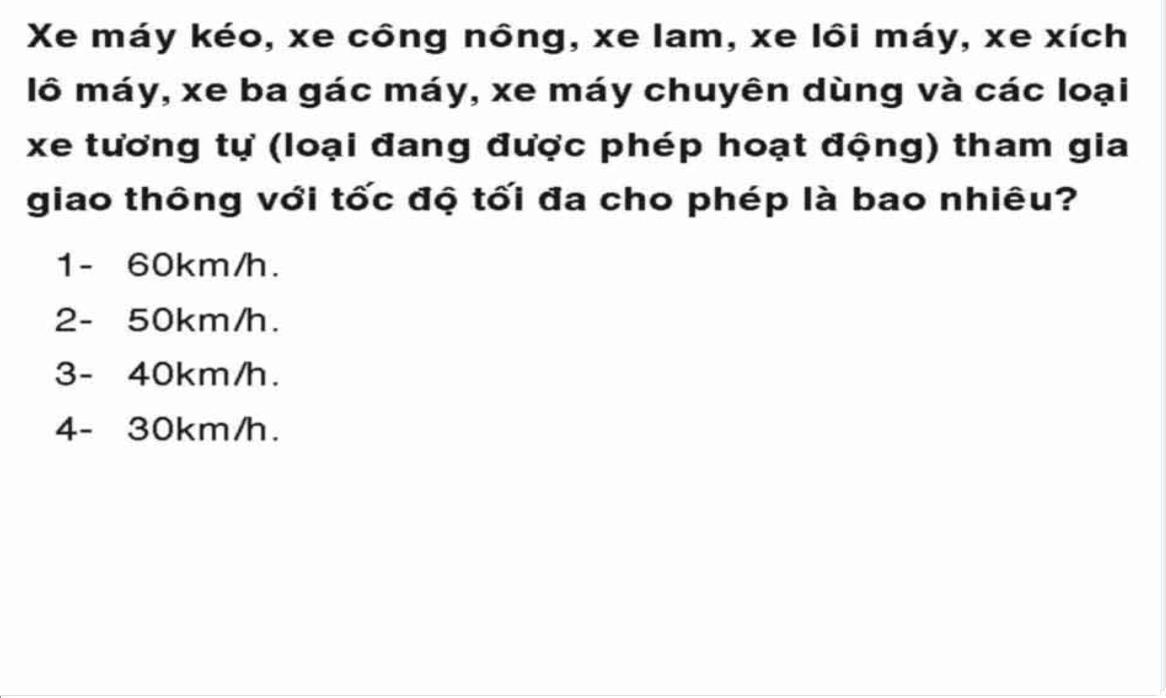 Xe máy kéo, xe công nông, xe lam, xe lôi máy, xe xích
lô máy, xe ba gác máy, xe máy chuyên dùng và các loại
xe tương tự (loại đang được phép hoạt động) tham gia
giao thông với tốc độ tối đa cho phép là bao nhiêu?
1- 60km/h.
2- 50km/h.
3- 40km/h.
4- 30km/h.